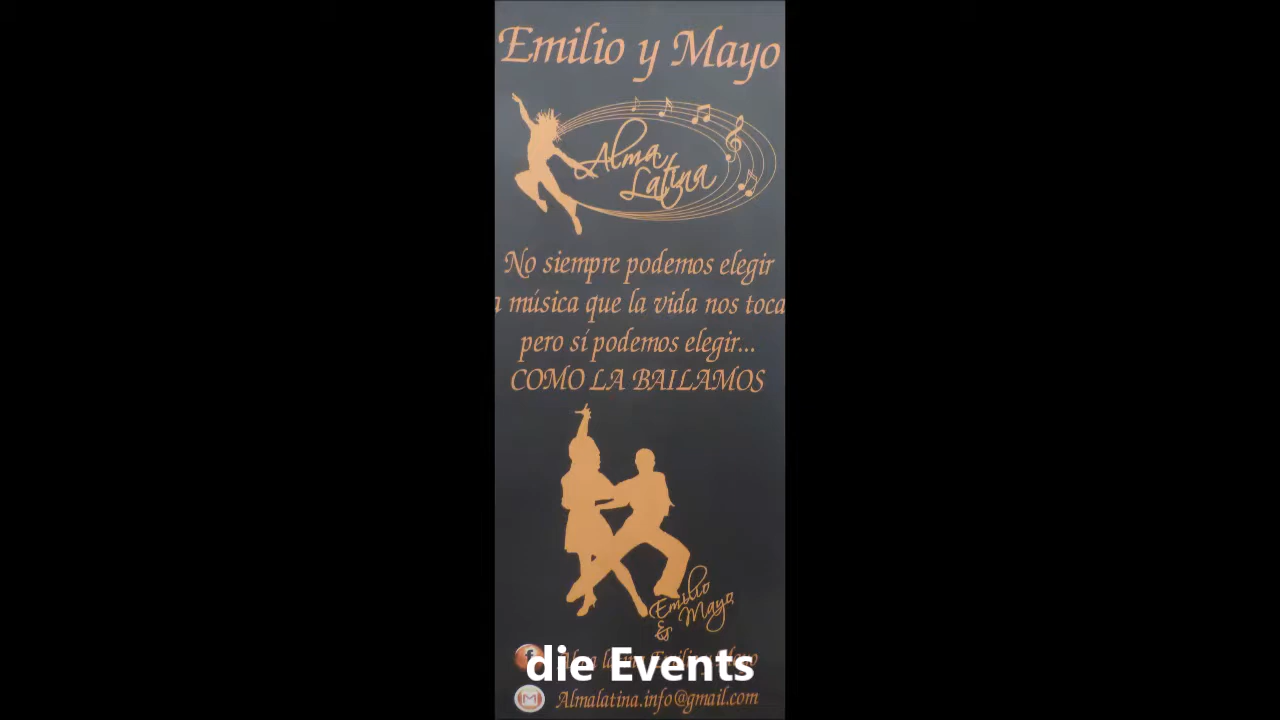 Emilio y Mayo
Alma
Latina
No siempre podemos elegir
a música que la vida nos toca
pero sí podemos elegir...
COMO LA BAILAMOS
Emilio
& Mayo
die Events
Almalatina.info@gmail.com